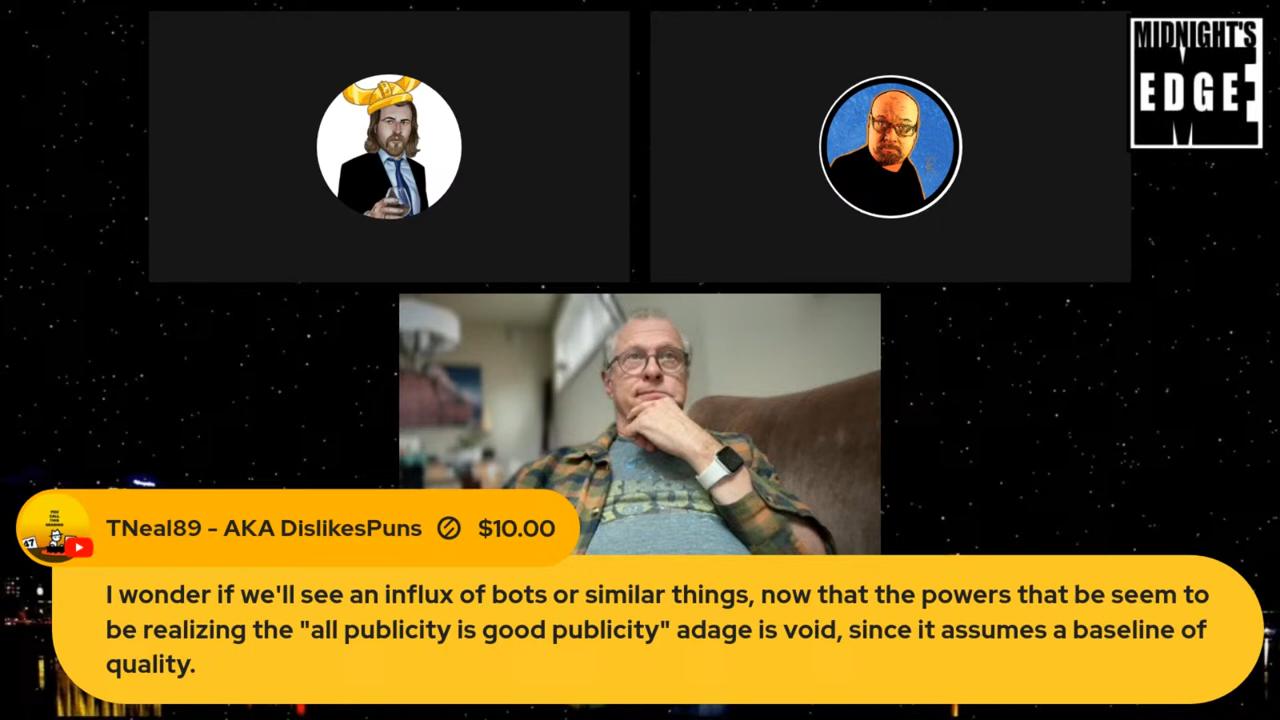 MIDNIGHT'S
EDGE
TNeal89 - AKA DislikesPuns $10.00
I wonder if we'll see an influx of bots or similar things, now that the powers that be seem to
be realizing the "all publicity is good publicity" adage is void, since it assumes a baseline of
quality.